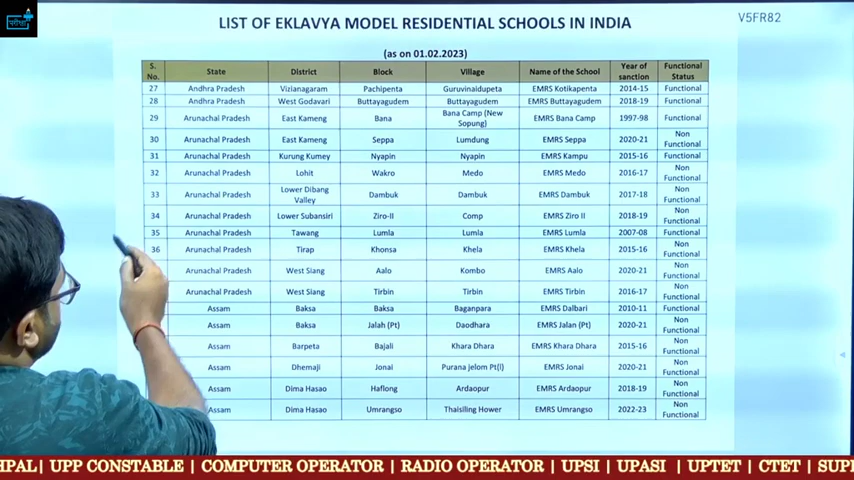 परीक्षा
LIST OF EKLAVYA MODEL RESIDENTIAL SCHOOLS IN INDIA
V5FR82
(as on 01.02.2023)
S. No. State District Block Village Name of the School Year of sanction Functional Status
27 Andhra Pradesh Vizianagaram Pachipenta Guruvinaidupeta EMRS Kotikapenta 2014-15 Functional
28 Andhra Pradesh West Godavari Buttayagudem Buttayagudem EMRS Buttayagudem 2018-19 Functional
29 Arunachal Pradesh East Kameng Bana Bana Camp (New Sopung) EMRS Bana Camp 1997-98 Functional
30 Arunachal Pradesh East Kameng Seppa Lumdung EMRS Seppa 2020-21 Non Functional
31 Arunachal Pradesh Kurung Kumey Nyapin Nyapin EMRS Kampu 2015-16 Functional
32 Arunachal Pradesh Lohit Wakro Medo EMRS Medo 2016-17 Non Functional
33 Arunachal Pradesh Lower Dibang Valley Dambuk Dambuk EMRS Dambuk 2017-18 Non Functional
34 Arunachal Pradesh Lower Subansiri Ziro-II Comp EMRS Ziro II 2018-19 Non Functional
35 Arunachal Pradesh Tawang Lumla Lumla EMRS Lumla 2007-08 Functional
36 Arunachal Pradesh Tirap Khonsa Khela EMRS Khela 2015-16 Non Functional
Arunachal Pradesh West Siang Aalo Kombo EMRS Aalo 2020-21 Non Functional
Arunachal Pradesh West Siang Tirbin Tirbin EMRS Tirbin 2016-17 Non Functional
Assam Baksa Baksa Baganpara EMRS Dalbari 2010-11 Functional
Assam Baksa Jalah (Pt) Daodhara EMRS Jalan (Pt) 2020-21 Non Functional
Assam Barpeta Bajali Khara Dhara EMRS Khara Dhara 2015-16 Non Functional
Assam Dhemaji Jonai Purana jelom Pt(I) EMRS Jonai 2020-21 Non Functional
Assam Dima Hasao Haflong Ardaopur EMRS Ardaopur 2018-19 Non Functional
Assam Dima Hasao Umrangso Thaisiling Hower EMRS Umrangso 2022-23 Non Functional
HPAL | UPP CONSTABLE | COMPUTER OPERATOR | RADIO OPERATOR | UPSI | UPASI | UPTET | CTET | SUPE